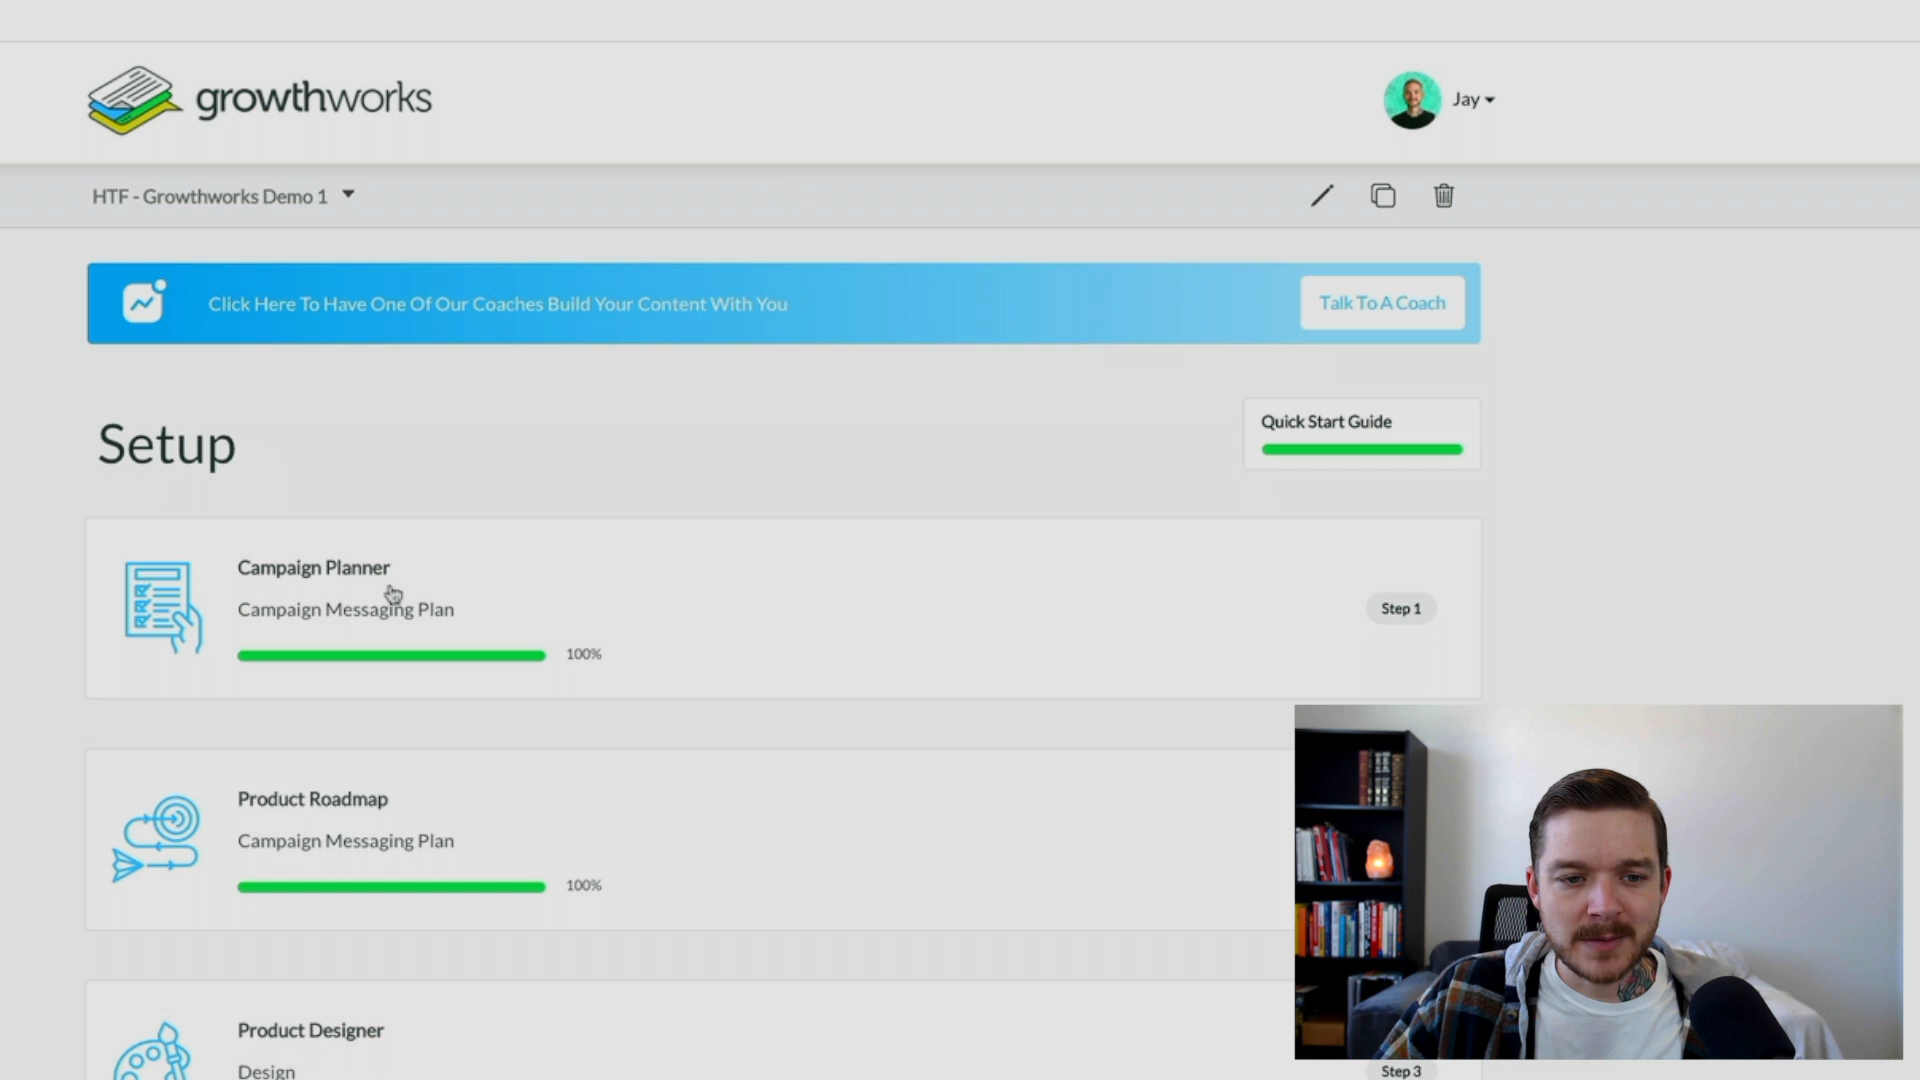 growthworks
Jay
HTF - Growthworks Demo 1
Click Here To Have One Of Our Coaches Build Your Content With You
Talk To A Coach
Setup
Quick Start Guide
Campaign Planner
Campaign Messaging Plan
Step 1
100%
Product Roadmap
Campaign Messaging Plan
100%
Product Designer
Design
Step 3